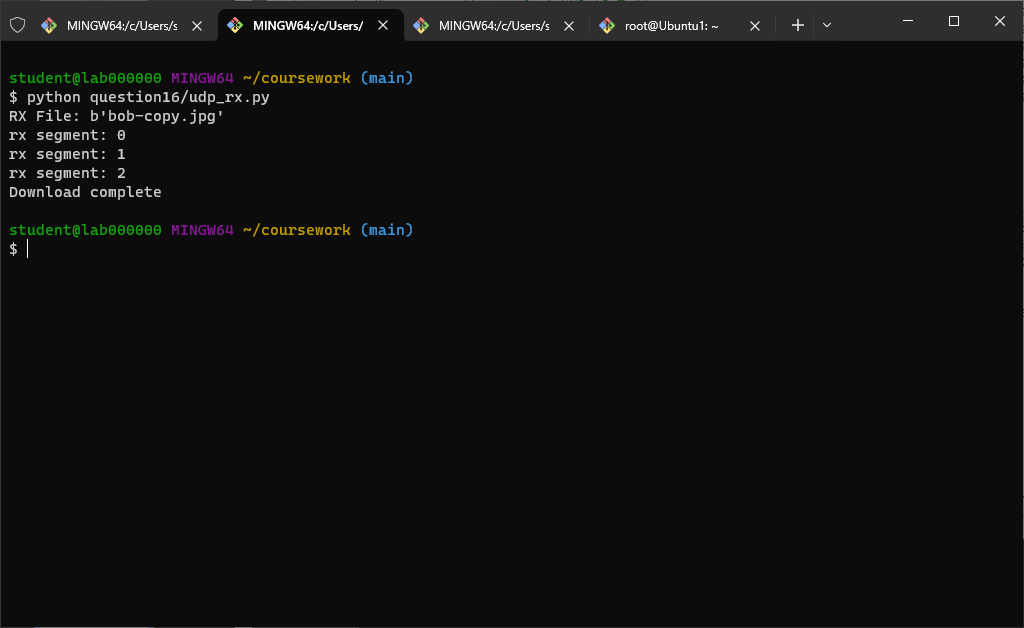 MINGW64:/c/Users/s
MINGW64:/c/Users/
MINGW64:/c/Users/s
root@Ubuntu1: ~
student@lab000000 MINGW64 ~/coursework (main)
$ python question16/udp_rx.py
RX File: b'bob-copy.jpg'
rx segment: 0
rx segment: 1
rx segment: 2
Download complete
student@lab000000 MINGW64 ~/coursework (main)
$